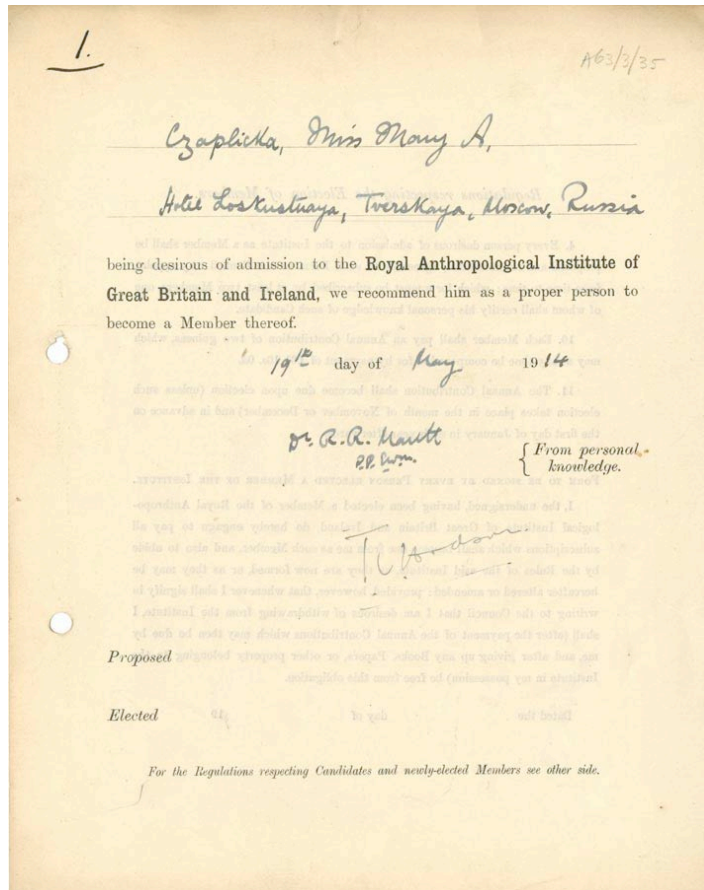 1.
A63/3/35
Czaplicka, Miss Mary A,
Hotel Loskustuaya, Tverskaya, Moscow, Russia
being desirous of admission to the Royal Anthropological Institute of
Great Britain and Ireland, we recommend him as a proper person to
become a Member thereof.
19th day of May 1914
Dr. R. R. Marett
{ From personal
knowledge.
T C Hodson
Proposed
Elected
For the Regulations respecting Candidates and newly-elected Members see other side.